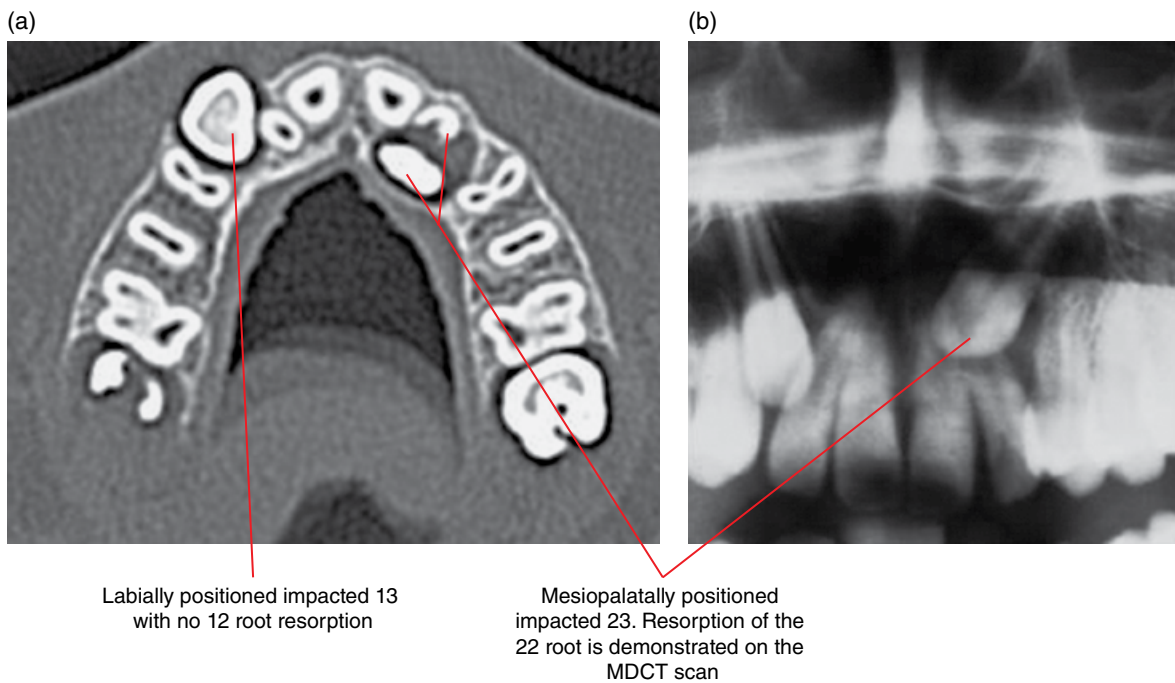 (a)
(b)
Labially positioned impacted 13
with no 12 root resorption
Mesiopalatally positioned
impacted 23. Resorption of the
22 root is demonstrated on the
MDCT scan